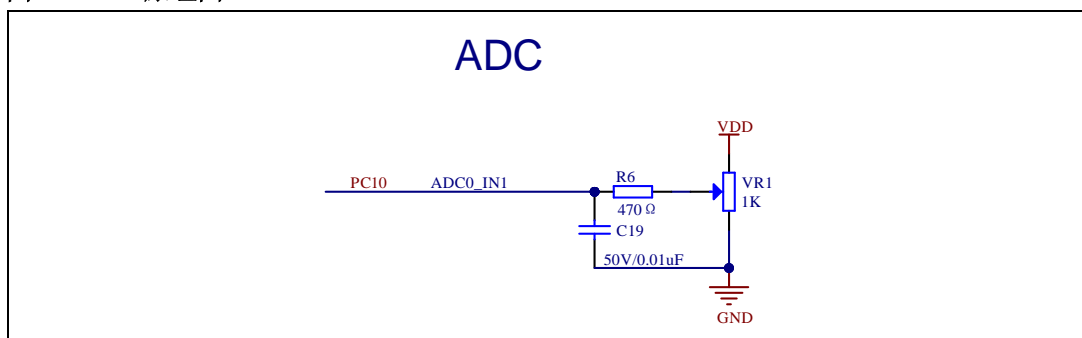 ADC
VDD
PC10 ADC0_IN1
R6
VR1
1K
470 Ω
C19
50V/0.01uF
GND